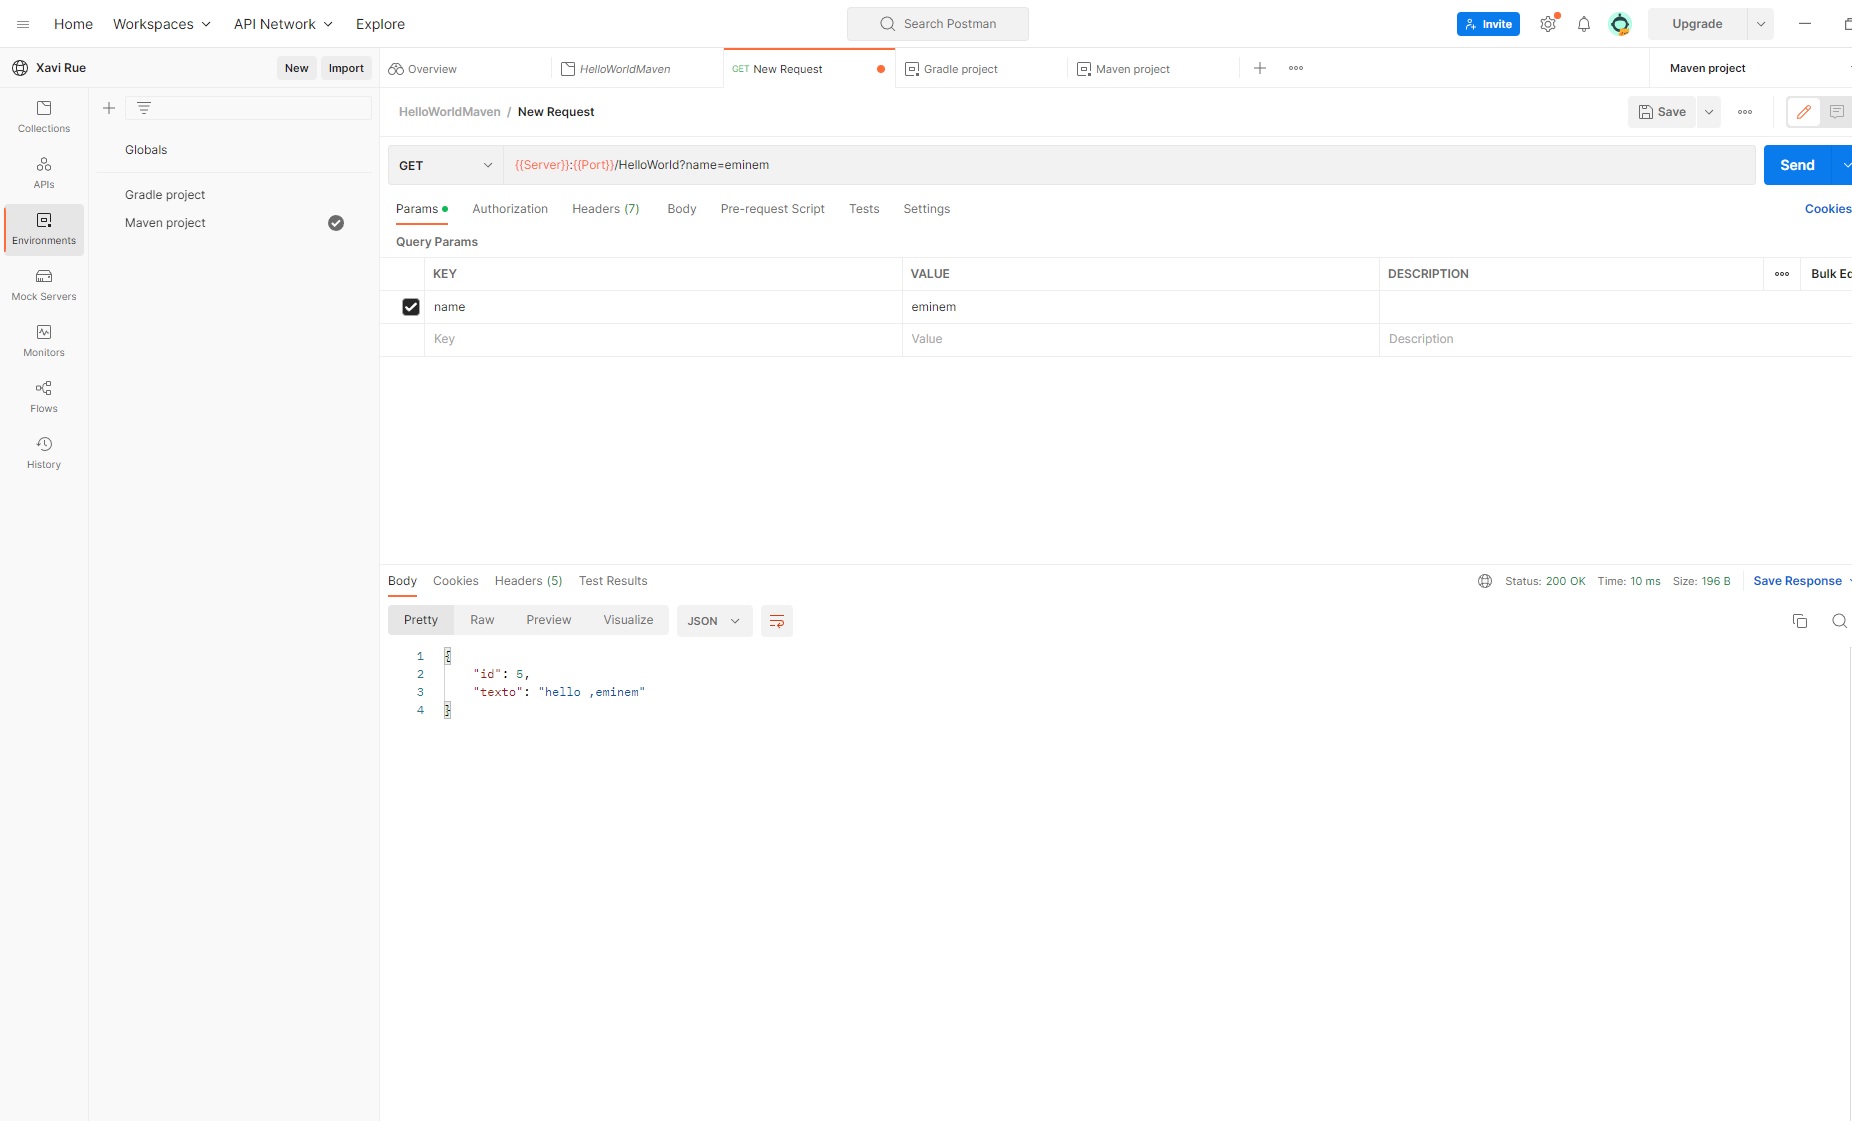 Home Workspaces API Network Explore Search Postman Invite Upgrade
Xavi Rue New Import Overview HelloWorldMaven GET New Request Gradle project Maven project Maven project
HelloWorldMaven / New Request Save
Collections
Globals
GET {{Server}}:{{Port}}/HelloWorld?name=eminem Send
APIs
Gradle project
Maven project
Environments
Params Authorization Headers (7) Body Pre-request Script Tests Settings Cookies
Query Params
KEY VALUE DESCRIPTION Bulk Ed
name eminem
Key Value Description
Mock Servers
Monitors
Flows
History
Body Cookies Headers (5) Test Results Status: 200 OK Time: 10 ms Size: 196 B Save Response
Pretty Raw Preview Visualize JSON
1 {
2 "id": 5,
3 "texto": "hello ,eminem"
4 }